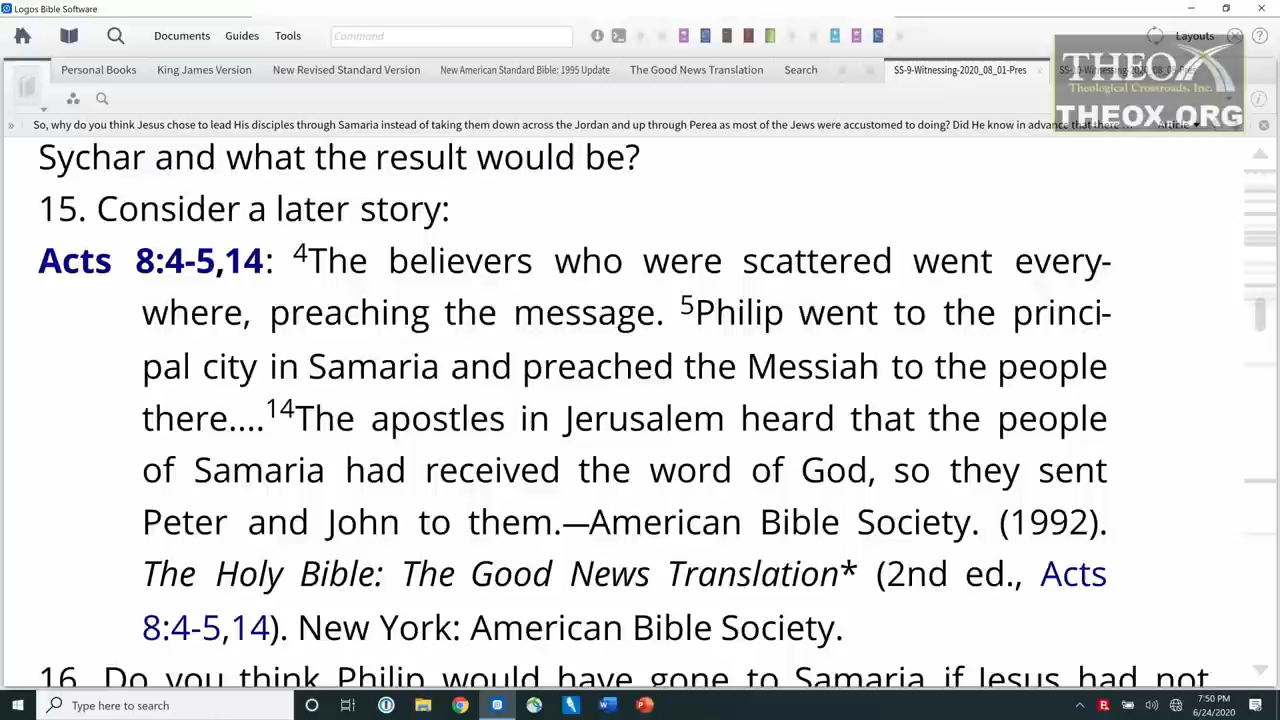 Logos Bible Software
Documents Guides Tools Command Layouts
THEOX
Theological Crossroads, Inc.
THEOX.ORG
Personal Books King James Version New Revised Stan New American Standard Bible: 1995 Update The Good News Translation Search SS-9-Witnessing-2020_08_01-Pres
So, why do you think Jesus chose to lead His disciples through Samaria instead of taking them down across the Jordan and up through Perea as most of the Jews were accustomed to doing? Did He know in advance that there Article
Sychar and what the result would be?
15. Consider a later story:
Acts 8:4-5,14: 4The believers who were scattered went every-
where, preaching the message. 5Philip went to the princi-
pal city in Samaria and preached the Messiah to the people
there....14The apostles in Jerusalem heard that the people
of Samaria had received the word of God, so they sent
Peter and John to them.—American Bible Society. (1992).
The Holy Bible: The Good News Translation* (2nd ed., Acts
8:4-5,14). New York: American Bible Society.
16. Do you think Philip would have gone to Samaria if Jesus had not
Type here to search
7:50 PM
6/24/2020